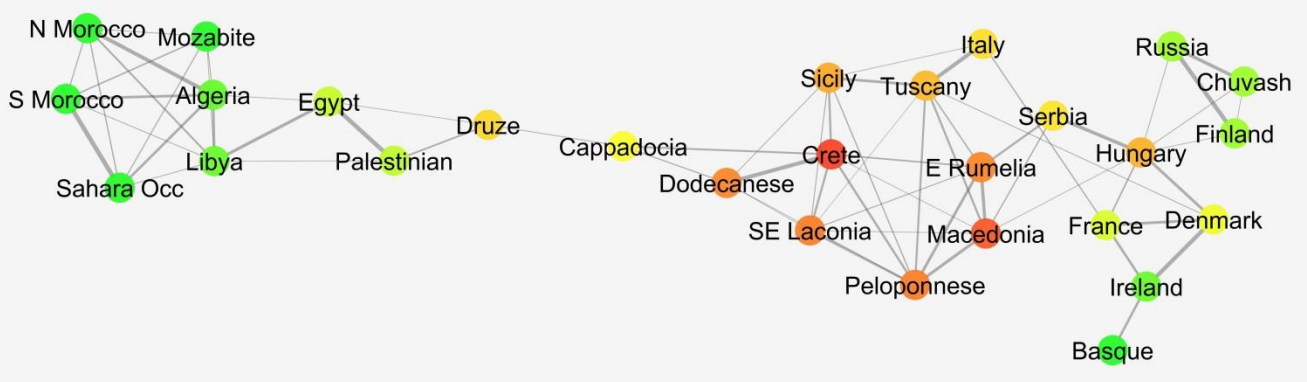 N Morocco
Mozabite
S Morocco
Algeria
Egypt
Libya
Palestinian
Sahara Occ
Druze
Cappadocia
Italy
Sicily
Tuscany
Serbia
Crete
E Rumelia
Dodecanese
SE Laconia
Macedonia
Peloponnese
Russia
Chuvash
Finland
Hungary
France
Denmark
Ireland
Basque